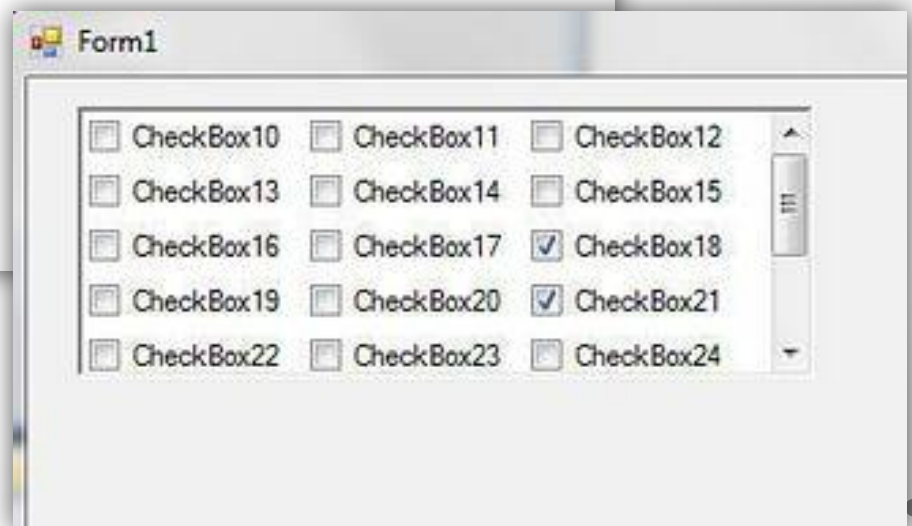 Form1
CheckBox10 CheckBox11 CheckBox12
CheckBox13 CheckBox14 CheckBox15
CheckBox16 CheckBox17 CheckBox18
CheckBox19 CheckBox20 CheckBox21
CheckBox22 CheckBox23 CheckBox24